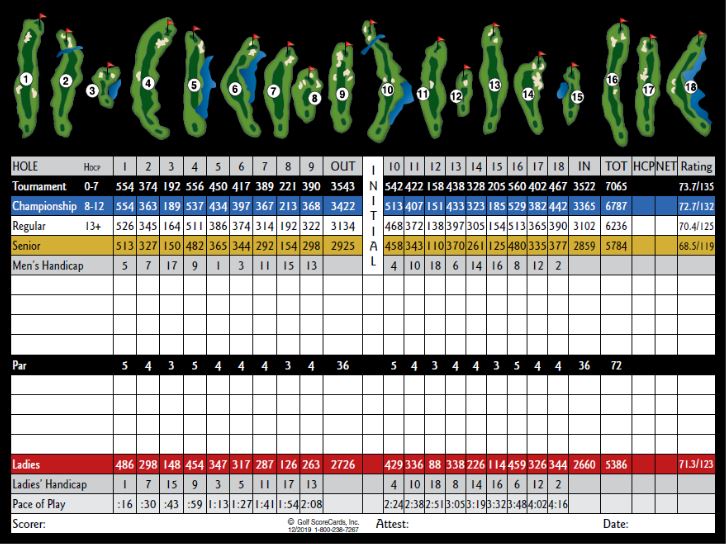 1 2 3 4 5 6 7 8 9 10 11 12 13 14 15 16 17 18
HOLE HDCP 1 2 3 4 5 6 7 8 9 OUT INITIAL 10 11 12 13 14 15 16 17 18 IN TOT HCP NET Rating
Tournament 0-7 554 374 192 556 450 417 389 221 390 3543 542 422 158 438 328 205 560 402 467 3522 7065 73.7/135
Championship 8-12 554 363 189 537 434 397 367 213 368 3422 513 407 151 433 323 185 529 382 442 3365 6787 72.7/132
Regular 13+ 526 345 164 511 386 374 314 192 322 3134 468 372 138 397 305 154 513 365 390 3102 6236 70.4/125
Senior 513 327 150 482 365 344 292 154 298 2925 458 343 110 370 261 125 480 335 377 2859 5784 68.5/119
Men's Handicap 5 7 17 9 1 3 11 15 13 4 10 18 6 14 16 8 12 2
Par 5 4 3 5 4 4 4 3 4 36 5 4 3 4 4 3 5 4 4 36 72
Ladies 486 298 148 454 347 317 287 126 263 2726 429 336 88 338 226 114 459 326 344 2660 5386 71.3/123
Ladies' Handicap 1 7 15 9 3 5 11 17 13 4 10 18 8 14 16 6 12 2
Pace of Play :16 :30 :43 :59 1:13 1:27 1:41 1:54 2:08 2:24 2:38 2:51 3:05 3:19 3:32 3:48 4:02 4:16
Scorer: © Golf ScoreCards, Inc. Attest: Date:
12/2019 1-800-238-7267